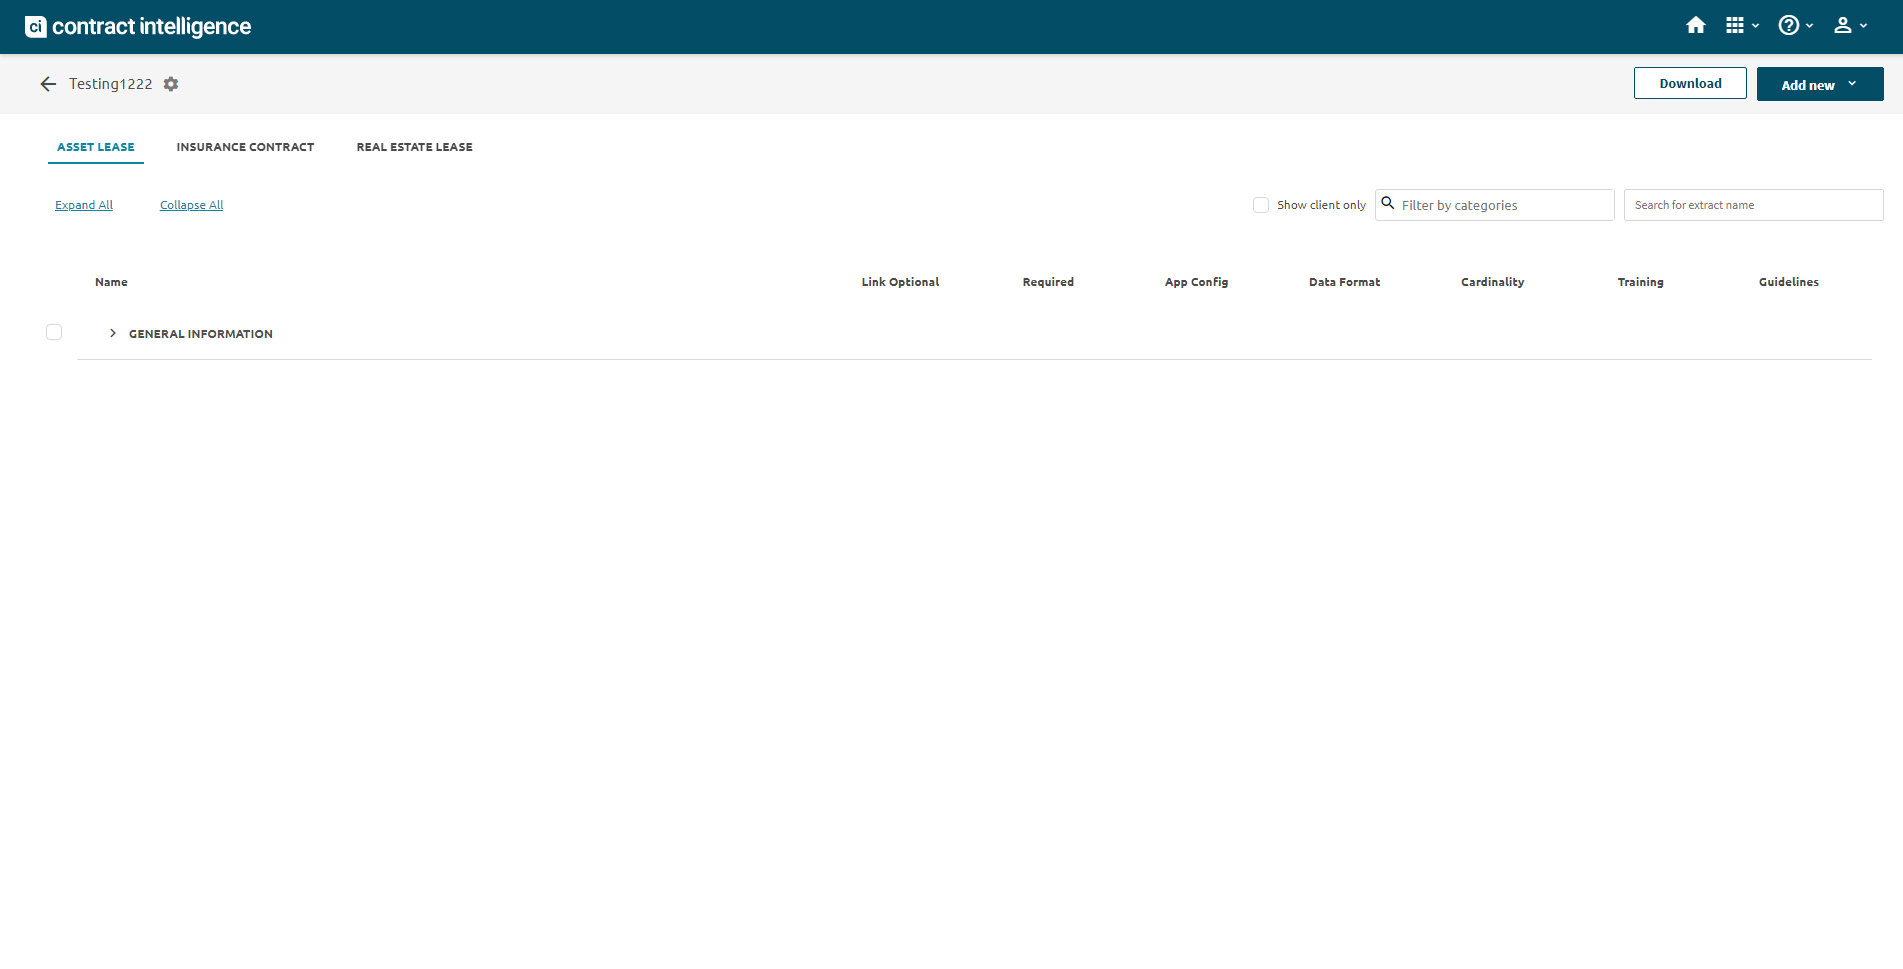 ci contract intelligence
Testing1222
Download
Add new
ASSET LEASE
INSURANCE CONTRACT
REAL ESTATE LEASE
Expand All
Collapse All
Show client only
Filter by categories
Search for extract name
Name
Link Optional
Required
App Config
Data Format
Cardinality
Training
Guidelines
GENERAL INFORMATION